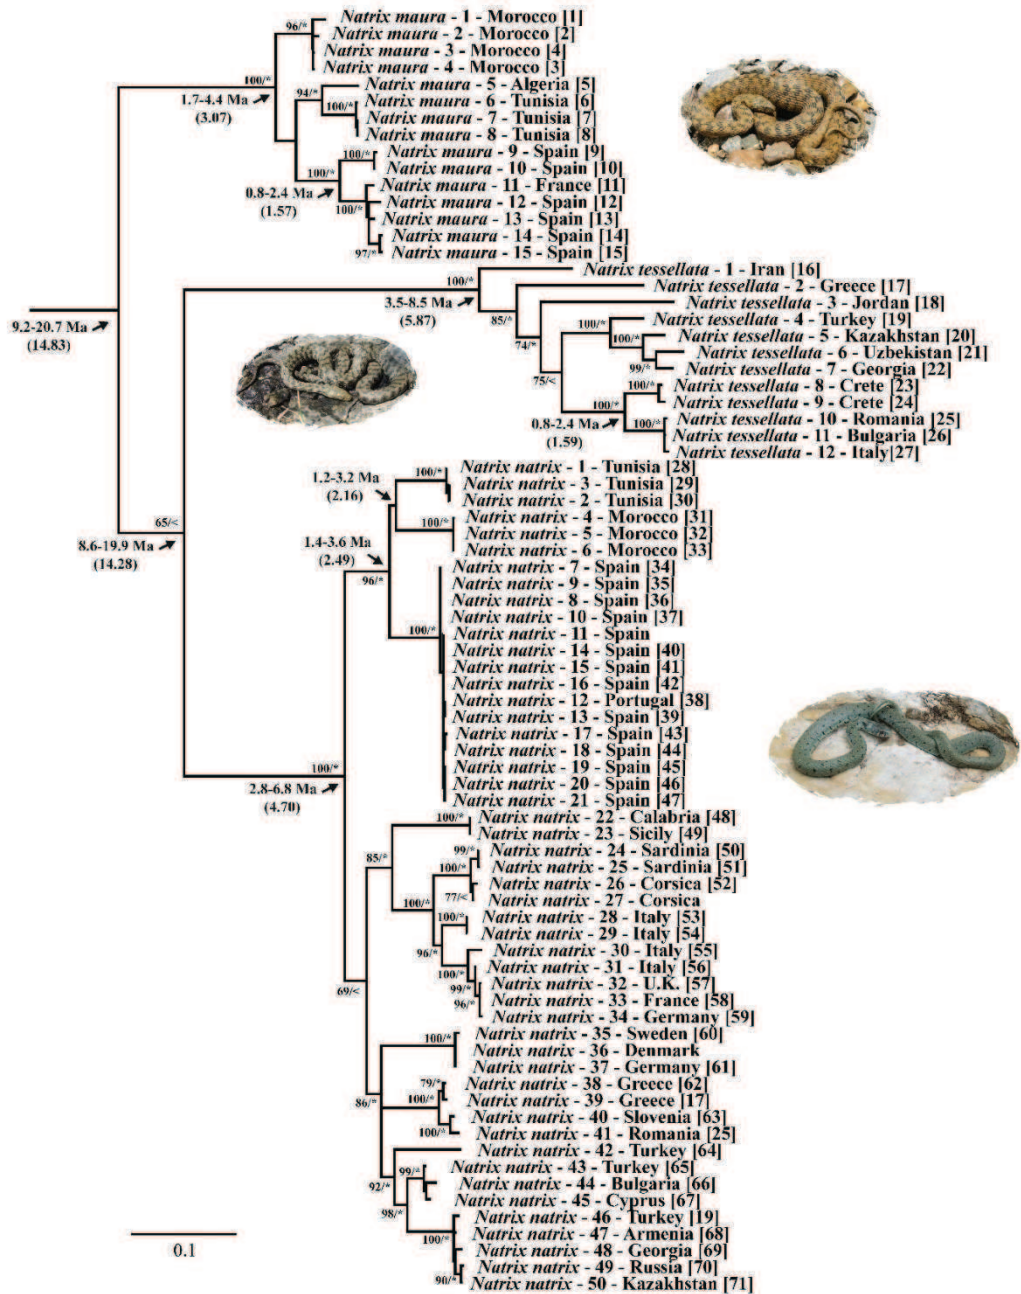 96/*
Natrix maura - 1 - Morocco [1]
Natrix maura - 2 - Morocco [2]
Natrix maura - 3 - Morocco [4]
Natrix maura - 4 - Morocco [3]
100/*
1.7-4.4 Ma
(3.07)
94/*
Natrix maura - 5 - Algeria [5]
100/*
Natrix maura - 6 - Tunisia [6]
Natrix maura - 7 - Tunisia [7]
Natrix maura - 8 - Tunisia [8]
100/*
Natrix maura - 9 - Spain [9]
Natrix maura - 10 - Spain [10]
100/*
0.8-2.4 Ma
(1.57)
Natrix maura - 11 - France [11]
100/*
Natrix maura - 12 - Spain [12]
Natrix maura - 13 - Spain [13]
Natrix maura - 14 - Spain [14]
97/*
Natrix maura - 15 - Spain [15]
100/*
Natrix tessellata - 1 - Iran [16]
3.5-8.5 Ma
(5.87)
Natrix tessellata - 2 - Greece [17]
85/*
Natrix tessellata - 3 - Jordan [18]
9.2-20.7 Ma
(14.83)
100/*
Natrix tessellata - 4 - Turkey [19]
74/*
100/*
Natrix tessellata - 5 - Kazakhstan [20]
Natrix tessellata - 6 - Uzbekistan [21]
99/*
Natrix tessellata - 7 - Georgia [22]
75/<
100/*
Natrix tessellata - 8 - Crete [23]
Natrix tessellata - 9 - Crete [24]
100/*
0.8-2.4 Ma
(1.59)
100/*
Natrix tessellata - 10 - Romania [25]
Natrix tessellata - 11 - Bulgaria [26]
Natrix tessellata - 12 - Italy[27]
1.2-3.2 Ma
(2.16)
100/*
Natrix natrix - 1 - Tunisia [28]
Natrix natrix - 3 - Tunisia [29]
Natrix natrix - 2 - Tunisia [30]
65/<
8.6-19.9 Ma
(14.28)
1.4-3.6 Ma
(2.49)
100/*
Natrix natrix - 4 - Morocco [31]
Natrix natrix - 5 - Morocco [32]
Natrix natrix - 6 - Morocco [33]
96/*
Natrix natrix - 7 - Spain [34]
Natrix natrix - 9 - Spain [35]
Natrix natrix - 8 - Spain [36]
100/*
Natrix natrix - 10 - Spain [37]
Natrix natrix - 11 - Spain
Natrix natrix - 14 - Spain [40]
Natrix natrix - 15 - Spain [41]
Natrix natrix - 16 - Spain [42]
Natrix natrix - 12 - Portugal [38]
Natrix natrix - 13 - Spain [39]
Natrix natrix - 17 - Spain [43]
Natrix natrix - 18 - Spain [44]
Natrix natrix - 19 - Spain [45]
Natrix natrix - 20 - Spain [46]
Natrix natrix - 21 - Spain [47]
100/*
2.8-6.8 Ma
(4.70)
100/*
Natrix natrix - 22 - Calabria [48]
Natrix natrix - 23 - Sicily [49]
85/*
99/*
Natrix natrix - 24 - Sardinia [50]
Natrix natrix - 25 - Sardinia [51]
100/*
Natrix natrix - 26 - Corsica [52]
77/<
Natrix natrix - 27 - Corsica
100/*
100/*
Natrix natrix - 28 - Italy [53]
Natrix natrix - 29 - Italy [54]
96/*
Natrix natrix - 30 - Italy [55]
100/*
Natrix natrix - 31 - Italy [56]
99/*
Natrix natrix - 32 - U.K. [57]
96/*
Natrix natrix - 33 - France [58]
Natrix natrix - 34 - Germany [59]
69/<
100/*
Natrix natrix - 35 - Sweden [60]
Natrix natrix - 36 - Denmark
Natrix natrix - 37 - Germany [61]
86/*
79/*
Natrix natrix - 38 - Greece [62]
100/*
Natrix natrix - 39 - Greece [17]
Natrix natrix - 40 - Slovenia [63]
100/*
Natrix natrix - 41 - Romania [25]
Natrix natrix - 42 - Turkey [64]
92/*
99/*
Natrix natrix - 43 - Turkey [65]
Natrix natrix - 44 - Bulgaria [66]
Natrix natrix - 45 - Cyprus [67]
98/*
Natrix natrix - 46 - Turkey [19]
100/*
Natrix natrix - 47 - Armenia [68]
Natrix natrix - 48 - Georgia [69]
Natrix natrix - 49 - Russia [70]
90/*
Natrix natrix - 50 - Kazakhstan [71]
0.1